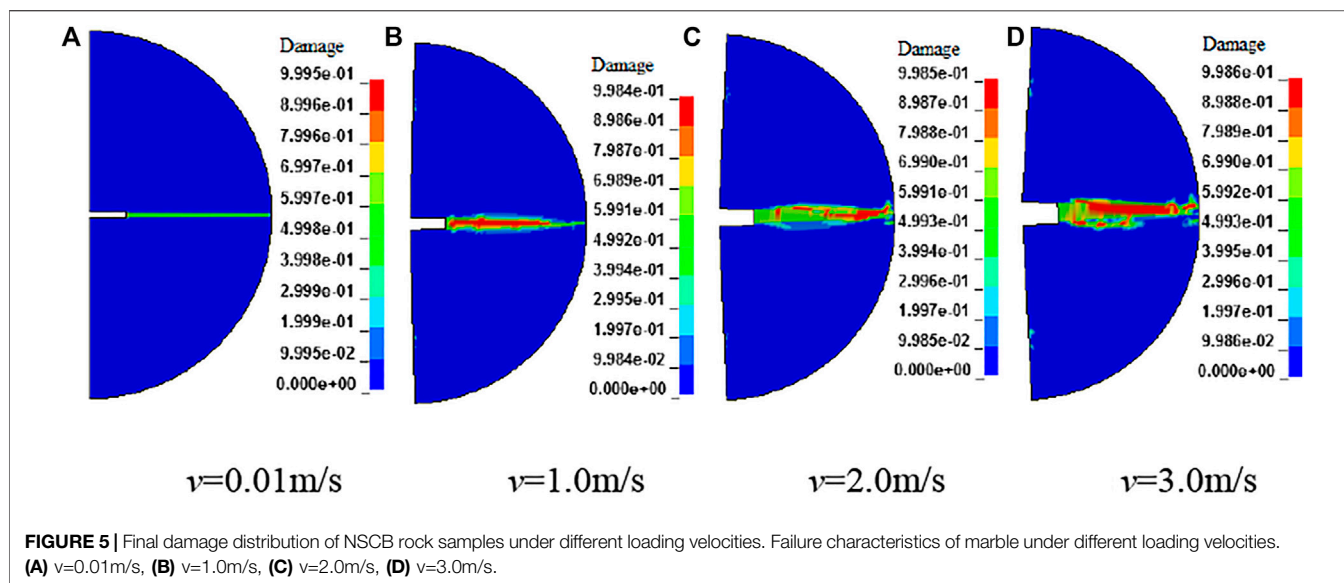 A
Damage
9.995e-01
8.996e-01
7.996e-01
6.997e-01
5.997e-01
4.998e-01
3.998e-01
2.999e-01
1.999e-01
9.995e-02
0.000e+00
v=0.01m/s
B
Damage
9.984e-01
8.986e-01
7.987e-01
6.989e-01
5.991e-01
4.992e-01
3.994e-01
2.995e-01
1.997e-01
9.984e-02
0.000e+00
v=1.0m/s
C
Damage
9.985e-01
8.987e-01
7.988e-01
6.990e-01
5.991e-01
4.993e-01
3.994e-01
2.996e-01
1.997e-01
9.985e-02
0.000e+00
v=2.0m/s
D
Damage
9.986e-01
8.988e-01
7.989e-01
6.990e-01
5.992e-01
4.993e-01
3.994e-01
2.996e-01
1.997e-01
9.986e-02
0.000e+00
v=3.0m/s
FIGURE 5 | Final damage distribution of NSCB rock samples under different loading velocities. Failure characteristics of marble under different loading velocities.
(A) v=0.01m/s, (B) v=1.0m/s, (C) v=2.0m/s, (D) v=3.0m/s.